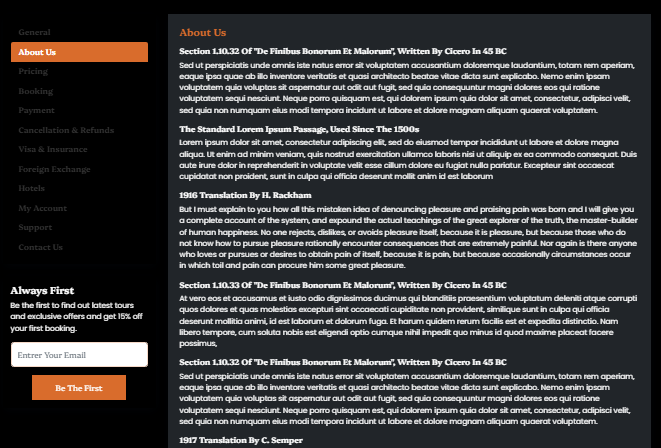 General
About Us
Pricing
Booking
Payment
Cancellation & Refunds
Visa & Insurance
Foreign Exchange
Hotels
My Account
Support
Contact Us
Always First
Be the first to find out latest tours
and exclusive offers and get 15% off
your first booking.
Entrer Your Email
Be The First
About Us
Section 1.10.32 Of "De Finibus Bonorum Et Malorum", Written By Cicero In 45 BC
Sed ut perspiciatis unde omnis iste natus error sit voluptatem accusantium doloremque laudantium, totam rem aperiam,
eaque ipsa quae ab illo inventore veritatis et quasi architecto beatae vitae dicta sunt explicabo. Nemo enim ipsam
voluptatem quia voluptas sit aspernatur aut odit aut fugit, sed quia consequuntur magni dolores eos qui ratione
voluptatem sequi nesciunt. Neque porro quisquam est, qui dolorem ipsum quia dolor sit amet, consectetur, adipisci velit,
sed quia non numquam eius modi tempora incidunt ut labore et dolore magnam aliquam quaerat voluptatem.
The Standard Lorem Ipsum Passage, Used Since The 1500s
Lorem ipsum dolor sit amet, consectetur adipiscing elit, sed do eiusmod tempor incididunt ut labore et dolore magna
aliqua. Ut enim ad minim veniam, quis nostrud exercitation ullamco laboris nisi ut aliquip ex ea commodo consequat. Duis
aute irure dolor in reprehenderit in voluptate velit esse cillum dolore eu fugiat nulla pariatur. Excepteur sint occaecat
cupidatat non proident, sunt in culpa qui officia deserunt mollit anim id est laborum
1916 Translation By H. Rackham
But I must explain to you how all this mistaken idea of denouncing pleasure and praising pain was born and I will give you
a complete account of the system, and expound the actual teachings of the great explorer of the truth, the master-builder
of human happiness. No one rejects, dislikes, or avoids pleasure itself, because it is pleasure, but because those who do
not know how to pursue pleasure rationally encounter consequences that are extremely painful. Nor again is there anyone
who loves or pursues or desires to obtain pain of itself, because it is pain, but because occasionally circumstances occur
in which toil and pain can procure him some great pleasure.
Section 1.10.33 Of "De Finibus Bonorum Et Malorum", Written By Cicero In 45 BC
At vero eos et accusamus et iusto odio dignissimos ducimus qui blanditiis praesentium voluptatum deleniti atque corrupti
quos dolores et quas molestias excepturi sint occaecati cupiditate non provident, similique sunt in culpa qui officia
deserunt mollitia animi, id est laborum et dolorum fuga. Et harum quidem rerum facilis est et expedita distinctio. Nam
libero tempore, cum soluta nobis est eligendi optio cumque nihil impedit quo minus id quod maxime placeat facere
possimus,
Section 1.10.32 Of "De Finibus Bonorum Et Malorum", Written By Cicero In 45 BC
Sed ut perspiciatis unde omnis iste natus error sit voluptatem accusantium doloremque laudantium, totam rem aperiam,
eaque ipsa quae ab illo inventore veritatis et quasi architecto beatae vitae dicta sunt explicabo. Nemo enim ipsam
voluptatem quia voluptas sit aspernatur aut odit aut fugit, sed quia consequuntur magni dolores eos qui ratione
voluptatem sequi nesciunt. Neque porro quisquam est, qui dolorem ipsum quia dolor sit amet, consectetur, adipisci velit,
sed quia non numquam eius modi tempora incidunt ut labore et dolore magnam aliquam quaerat voluptatem.
1917 Translation By C. Semper